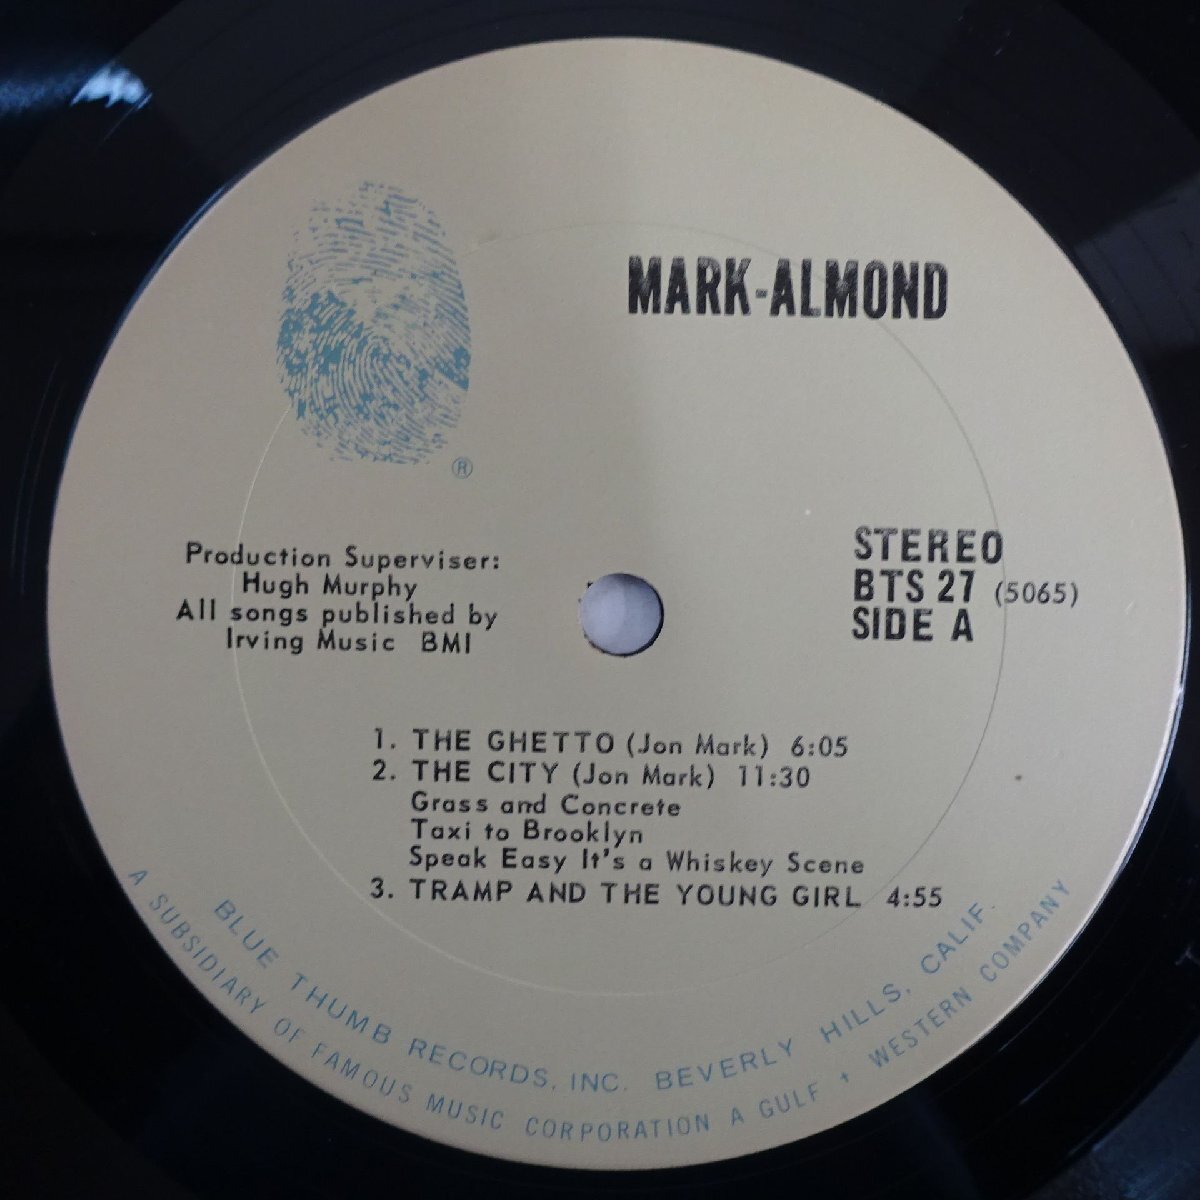 MARK-ALMOND
®
Production Superviser:
Hugh Murphy
All songs published by
Irving Music BMI
STEREO
BTS 27 (5065)
SIDE A
1. THE GHETTO (Jon Mark) 6:05
2. THE CITY (Jon Mark) 11:30
Grass and Concrete
Taxi to Brooklyn
Speak Easy It's a Whiskey Scene
3. TRAMP AND THE YOUNG GIRL 4:55
BLUE THUMB RECORDS, INC. BEVERLY HILLS, CALIF.
A SUBSIDIARY OF FAMOUS MUSIC CORPORATION A GULF + WESTERN COMPANY